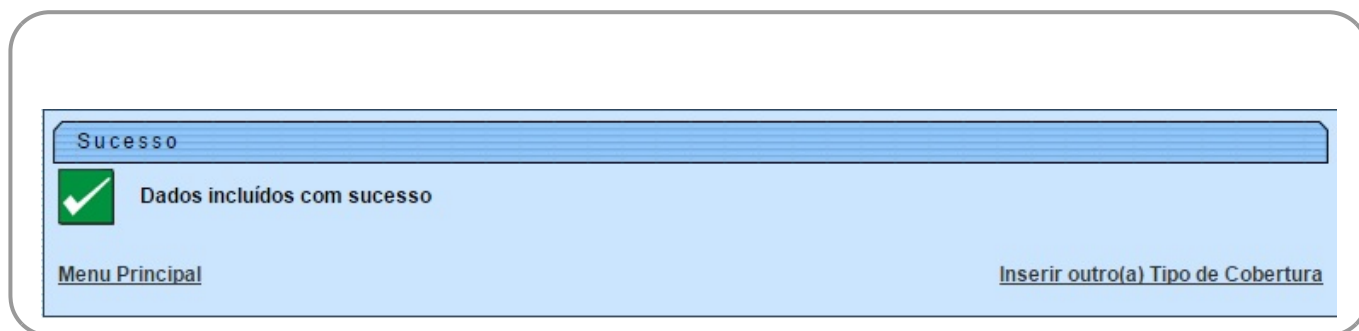 Sucesso
Dados incluídos com sucesso
Menu Principal
Inserir outro(a) Tipo de Cobertura